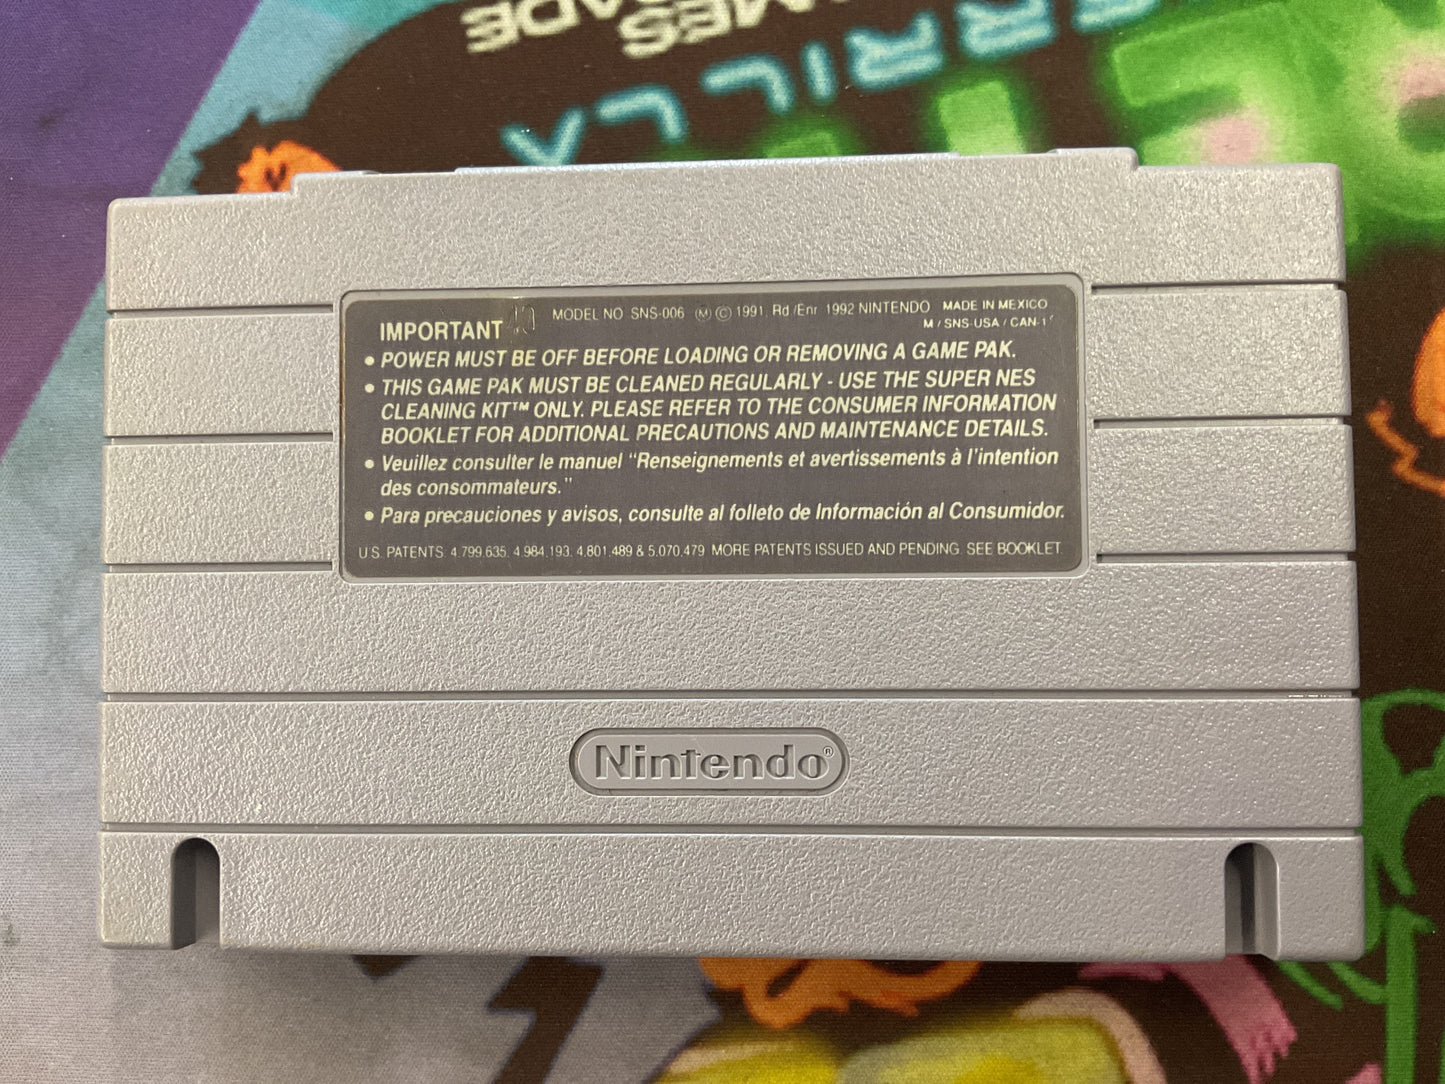 IMPORTANT
MODEL NO SNS-006 Ⓜ © 1991 Rd /Enr 1992 NINTENDO MADE IN MEXICO
M / SNS-USA / CAN-1
• POWER MUST BE OFF BEFORE LOADING OR REMOVING A GAME PAK.
• THIS GAME PAK MUST BE CLEANED REGULARLY - USE THE SUPER NES
CLEANING KIT™ ONLY. PLEASE REFER TO THE CONSUMER INFORMATION
BOOKLET FOR ADDITIONAL PRECAUTIONS AND MAINTENANCE DETAILS.
• Veuillez consulter le manuel "Renseignements et avertissements à l'intention
des consommateurs."
• Para precauciones y avisos, consulte al folleto de Información al Consumidor.
U.S. PATENTS 4,799,635. 4,984,193. 4,801,489 & 5,070,479 MORE PATENTS ISSUED AND PENDING. SEE BOOKLET.
Nintendo®